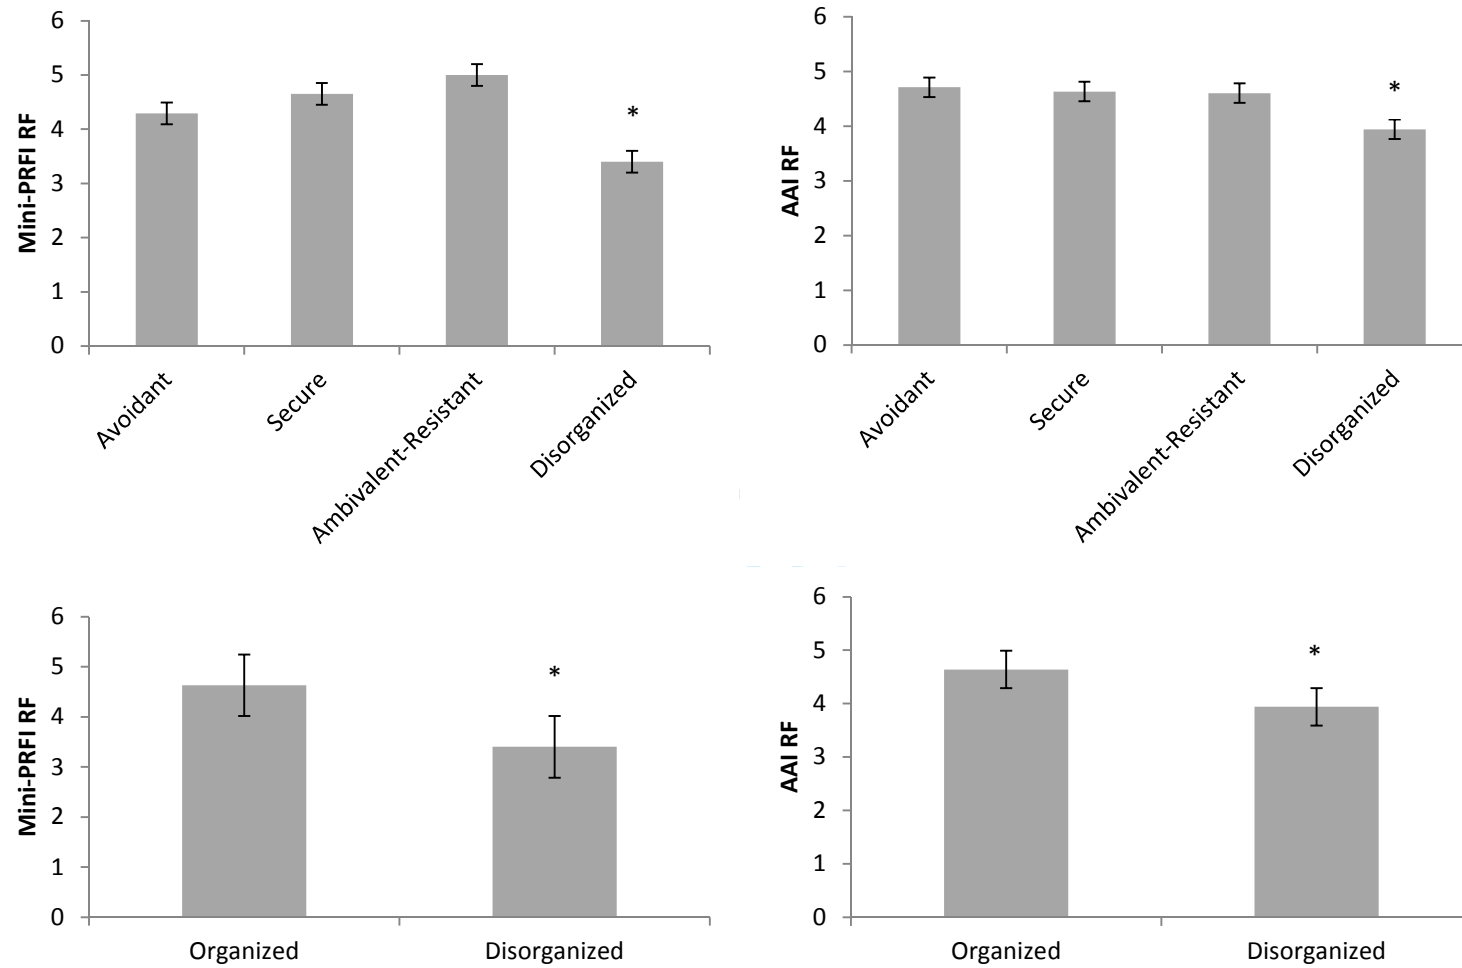 6
5
4
3
2
1
0
Mini-PRFI RF
*
Avoidant
Secure
Ambivalent-Resistant
Disorganized
6
5
4
3
2
1
0
AAI RF
*
Avoidant
Secure
Ambivalent-Resistant
Disorganized
6
5
4
3
2
1
0
Mini-PRFI RF
*
Organized
Disorganized
6
5
4
3
2
1
0
AAI RF
*
Organized
Disorganized